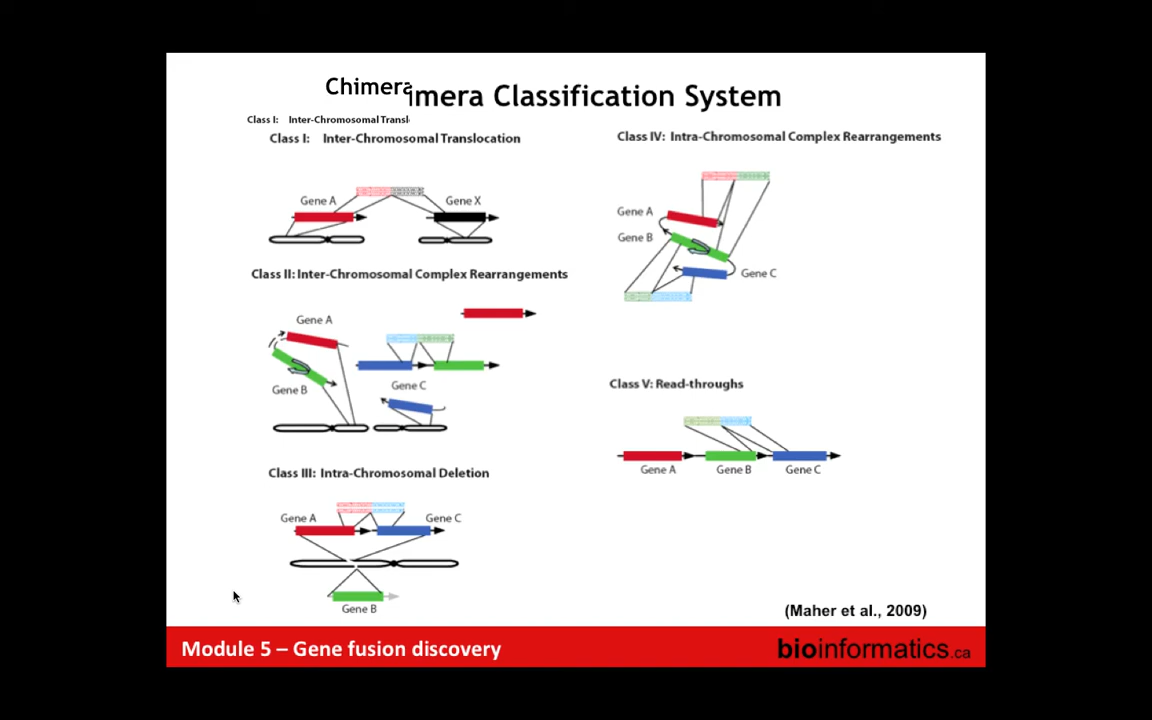 Chimera
imera Classification System
Class I: Inter-Chromosomal Transl
Class I: Inter-Chromosomal Translocation
Gene A
Gene X
Class II: Inter-Chromosomal Complex Rearrangements
Gene A
Gene B
Gene C
Class III: Intra-Chromosomal Deletion
Gene A
Gene C
Gene B
Class IV: Intra-Chromosomal Complex Rearrangements
Gene A
Gene B
Gene C
Class V: Read-throughs
Gene A
Gene B
Gene C
(Maher et al., 2009)
Module 5 – Gene fusion discovery
bioinformatics.ca